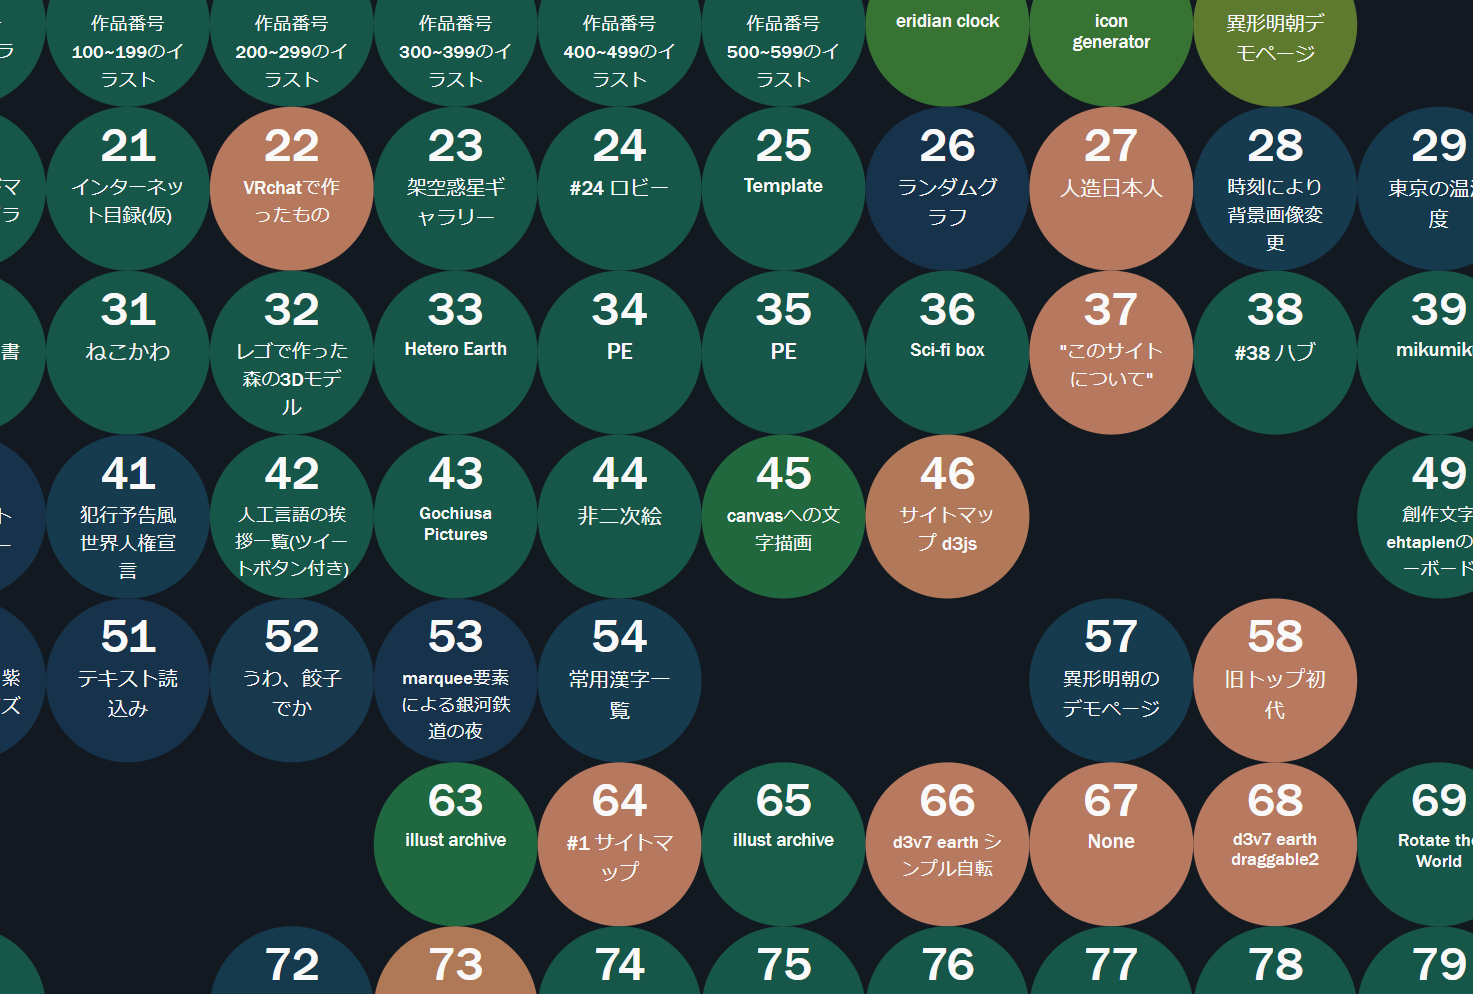 ラ
作品番号
100~199のイ
ラスト
作品番号
200~299のイ
ラスト
作品番号
300~399のイ
ラスト
作品番号
400~499のイ
ラスト
作品番号
500~599のイ
ラスト
eridian clock
icon
generator
異形明朝デ
モページ
マ
ラ
21
インターネッ
ト目録(仮)
22
VRchatで作
ったもの
23
架空惑星ギ
ャラリー
24
#24 ロビー
25
Template
26
ランダムグ
ラフ
27
人造日本人
28
時刻により
背景画像変
更
29
東京の温
度
書
31
ねこかわ
32
レゴで作った
森の3Dモデ
ル
33
Hetero Earth
34
PE
35
PE
36
Sci-fi box
37
"このサイト
について"
38
#38 ハブ
39
mikumik
ト
ー
41
犯行予告風
世界人権宣
言
42
人工言語の挨
拶一覧(ツイー
トボタン付き)
43
Gochiusa
Pictures
44
非二次絵
45
canvasへの文
字描画
46
サイトマッ
プ d3js
49
創作文字
ehtaplenの
ーボード
紫
ズ
51
テキスト読
込み
52
うわ、餃子
でか
53
marquee要素
による銀河鉄
道の夜
54
常用漢字一
覧
57
異形明朝の
デモページ
58
旧トップ初
代
63
illust archive
64
#1 サイトマ
ップ
65
illust archive
66
d3v7 earth シ
ンプル自転
67
None
68
d3v7 earth
draggable2
69
Rotate the
World
72
73
74
75
76
77
78
79